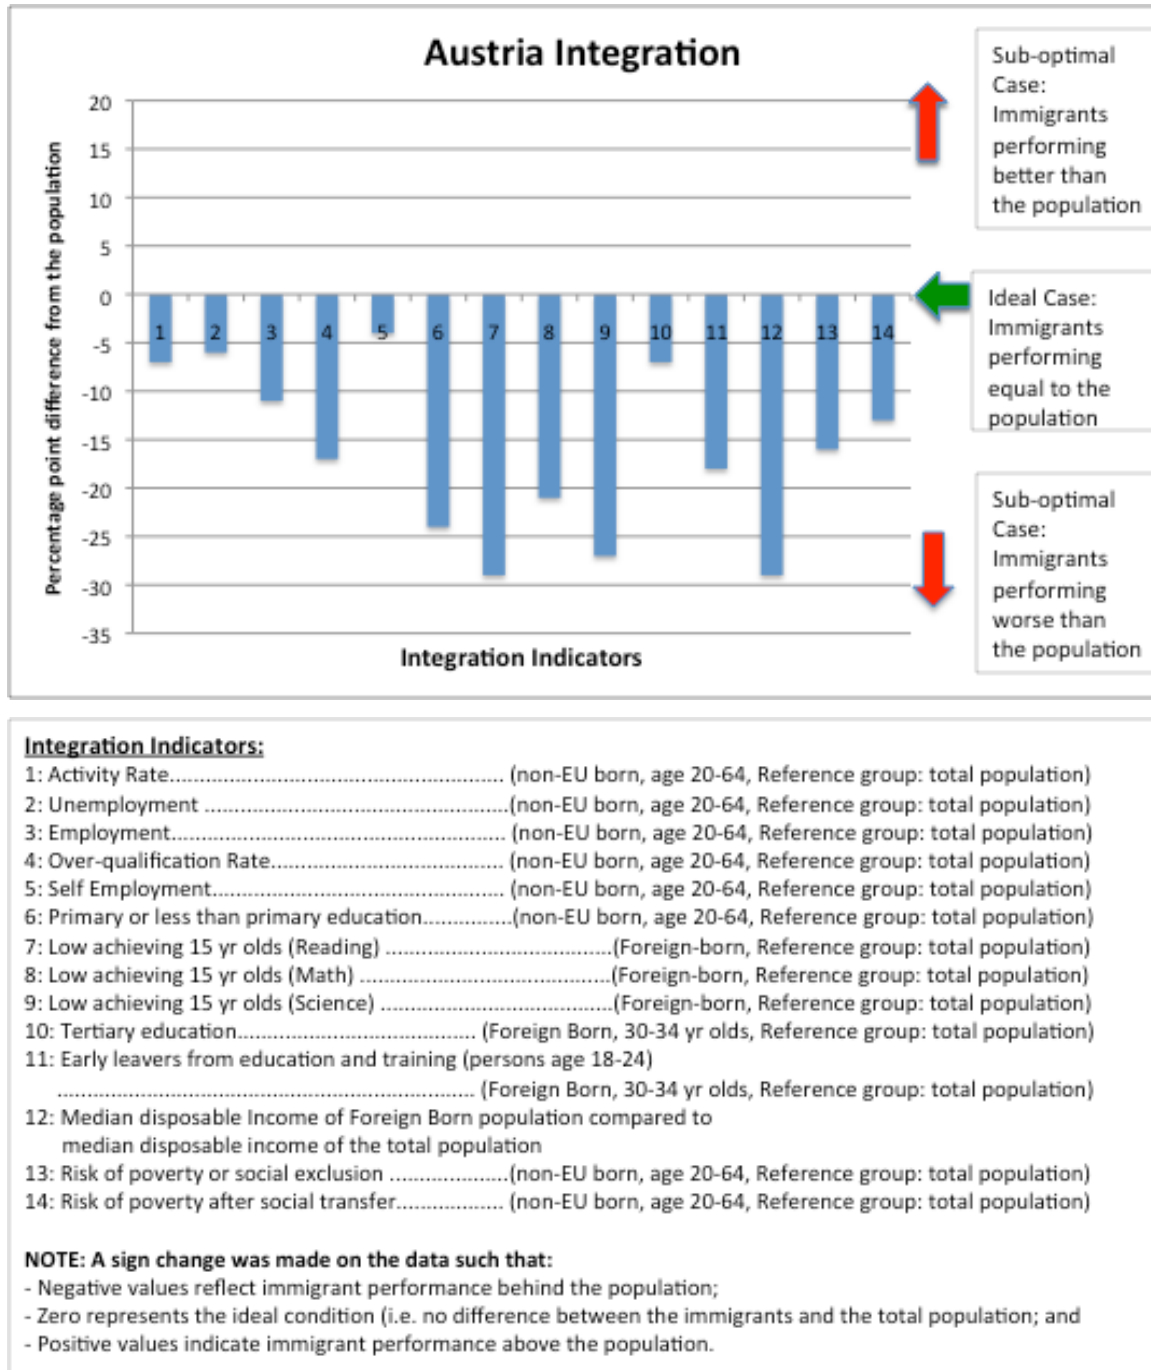 Austria Integration
Percentage point difference from the population
20
15
10
5
0
-5
-10
-15
-20
-25
-30
-35
1 2 3 4 5 6 7 8 9 10 11 12 13 14
Integration Indicators
Sub-optimal
Case:
Immigrants
performing
better than
the population
Ideal Case:
Immigrants
performing
equal to the
population
Sub-optimal
Case:
Immigrants
performing
worse than
the population
Integration Indicators:
1: Activity Rate....................................................... (non-EU born, age 20-64, Reference group: total population)
2: Unemployment ..................................................(non-EU born, age 20-64, Reference group: total population)
3: Employment....................................................... (non-EU born, age 20-64, Reference group: total population)
4: Over-qualification Rate...................................... (non-EU born, age 20-64, Reference group: total population)
5: Self Employment................................................ (non-EU born, age 20-64, Reference group: total population)
6: Primary or less than primary education...............(non-EU born, age 20-64, Reference group: total population)
7: Low achieving 15 yr olds (Reading) ......................................(Foreign-born, Reference group: total population)
8: Low achieving 15 yr olds (Math) ..........................................(Foreign-born, Reference group: total population)
9: Low achieving 15 yr olds (Science) .......................................(Foreign-born, Reference group: total population)
10: Tertiary education....................................... (Foreign Born, 30-34 yr olds, Reference group: total population)
11: Early leavers from education and training (persons age 18-24)
..................................................................... (Foreign Born, 30-34 yr olds, Reference group: total population)
12: Median disposable Income of Foreign Born population compared to
median disposable income of the total population
13: Risk of poverty or social exclusion ....................(non-EU born, age 20-64, Reference group: total population)
14: Risk of poverty after social transfer.................. (non-EU born, age 20-64, Reference group: total population)
NOTE: A sign change was made on the data such that:
- Negative values reflect immigrant performance behind the population;
- Zero represents the ideal condition (i.e. no difference between the immigrants and the total population; and
- Positive values indicate immigrant performance above the population.